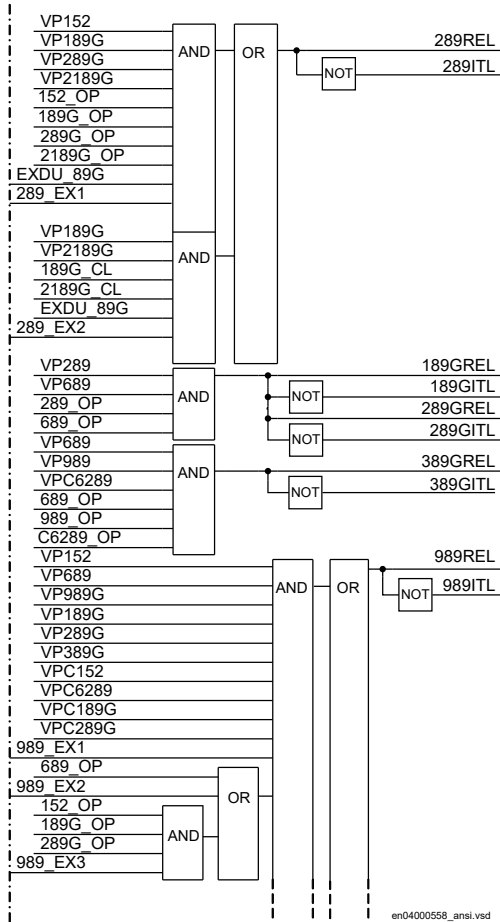 VP152
VP189G
VP289G
VP2189G
152_OP
189G_OP
289G_OP
2189G_OP
EXDU_89G
289_EX1
AND
OR
289REL
NOT
289ITL
VP189G
VP2189G
189G_CL
2189G_CL
EXDU_89G
289_EX2
AND
VP289
VP689
289_OP
689_OP
AND
189GREL
NOT
189GITL
289GREL
NOT
289GITL
VP689
VP989
VPC6289
689_OP
989_OP
C6289_OP
AND
389GREL
NOT
389GITL
VP152
VP689
VP989G
VP189G
VP289G
VP389G
VPC152
VPC6289
VPC189G
VPC289G
989_EX1
AND
OR
989REL
NOT
989ITL
689_OP
989_EX2
OR
152_OP
189G_OP
289G_OP
989_EX3
AND
en04000558_ansi.vsd